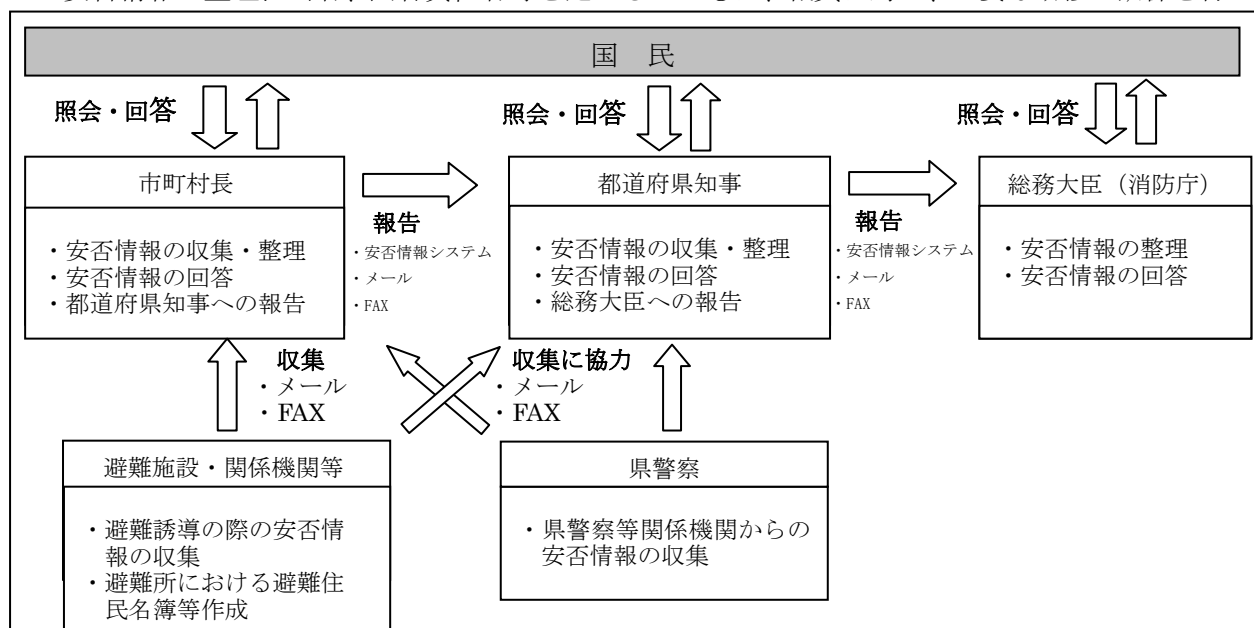 国　民
照会・回答
照会・回答
照会・回答
市町村長
・安否情報の収集・整理
・安否情報の回答
・都道府県知事への報告
報告
・安否情報システム
・メール
・FAX
都道府県知事
・安否情報の収集・整理
・安否情報の回答
・総務大臣への報告
報告
・安否情報システム
・メール
・FAX
総務大臣（消防庁）
・安否情報の整理
・安否情報の回答
収集
・メール
・FAX
収集に協力
・メール
・FAX
避難施設・関係機関等
・避難誘導の際の安否情
報の収集
・避難所における避難住
民名簿等作成
県警察
・県警察等関係機関からの
安否情報の収集